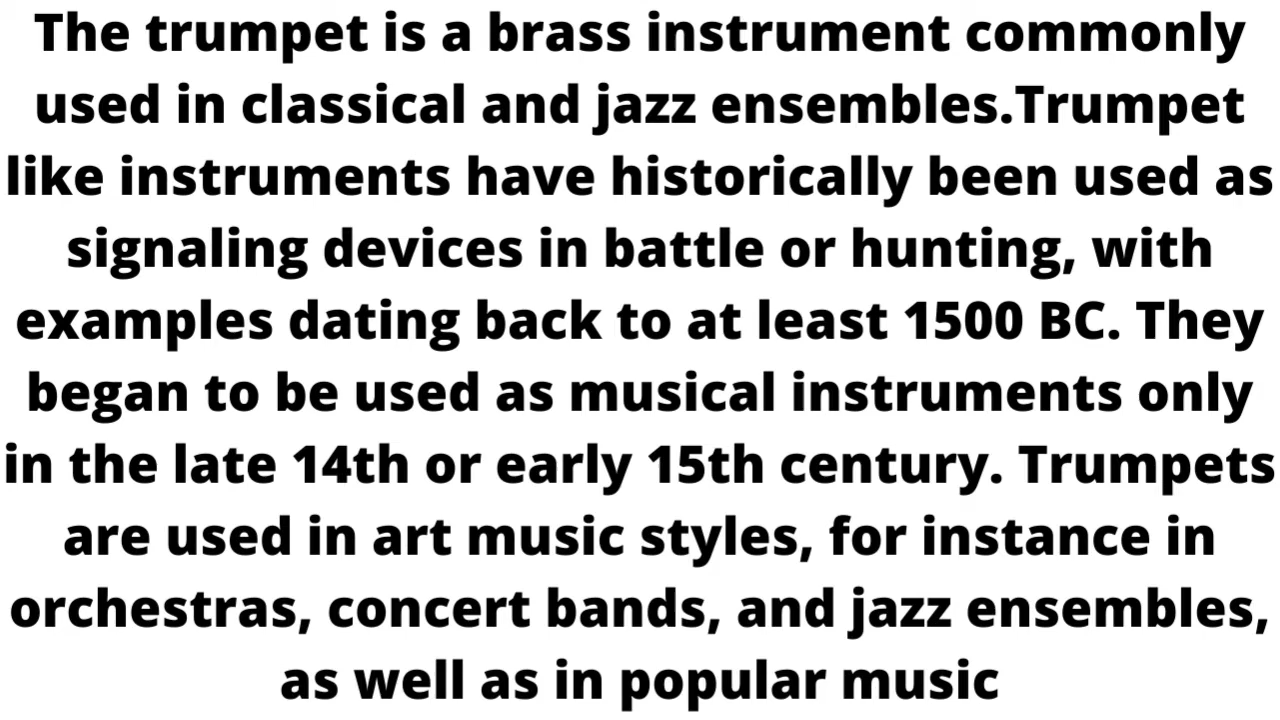 The trumpet is a brass instrument commonly
used in classical and jazz ensembles.Trumpet
like instruments have historically been used as
signaling devices in battle or hunting, with
examples dating back to at least 1500 BC. They
began to be used as musical instruments only
in the late 14th or early 15th century. Trumpets
are used in art music styles, for instance in
orchestras, concert bands, and jazz ensembles,
as well as in popular music